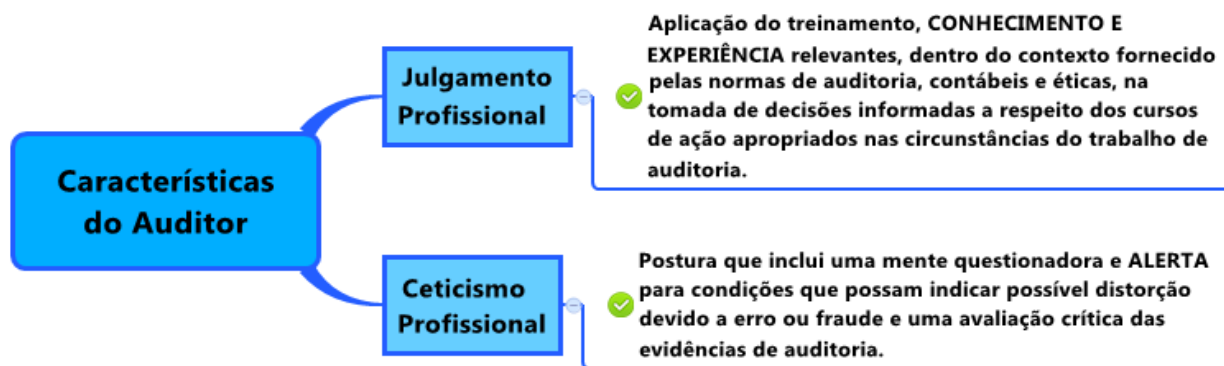 Características
do Auditor
Julgamento
Profissional
Aplicação do treinamento, CONHECIMENTO E
EXPERIÊNCIA relevantes, dentro do contexto fornecido
pelas normas de auditoria, contábeis e éticas, na
tomada de decisões informadas a respeito dos cursos
de ação apropriados nas circunstâncias do trabalho de
auditoria.
Ceticismo
Profissional
Postura que inclui uma mente questionadora e ALERTA
para condições que possam indicar possível distorção
devido a erro ou fraude e uma avaliação crítica das
evidências de auditoria.